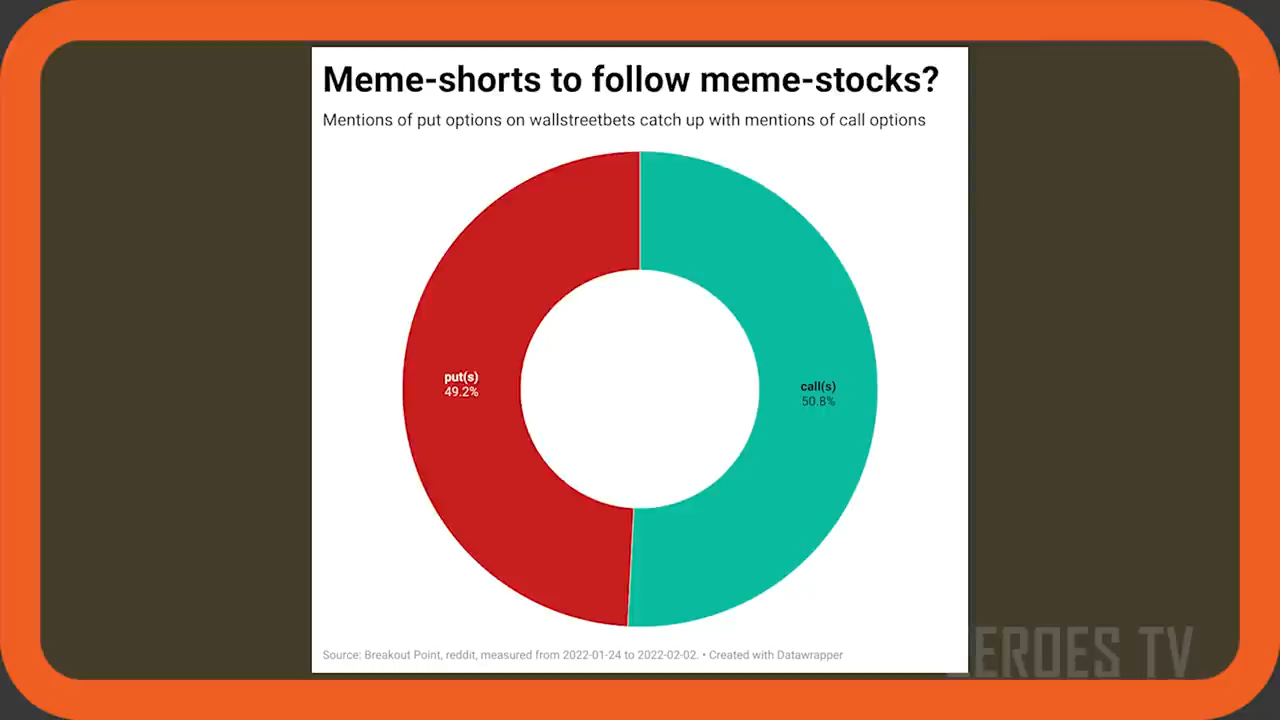 Meme-shorts to follow meme-stocks?
Mentions of put options on wallstreetbets catch up with mentions of call options
put(s)
49.2%
call(s)
50.8%
Source: Breakout Point, reddit, measured from 2022-01-24 to 2022-02-02. • Created with Datawrapper
TV